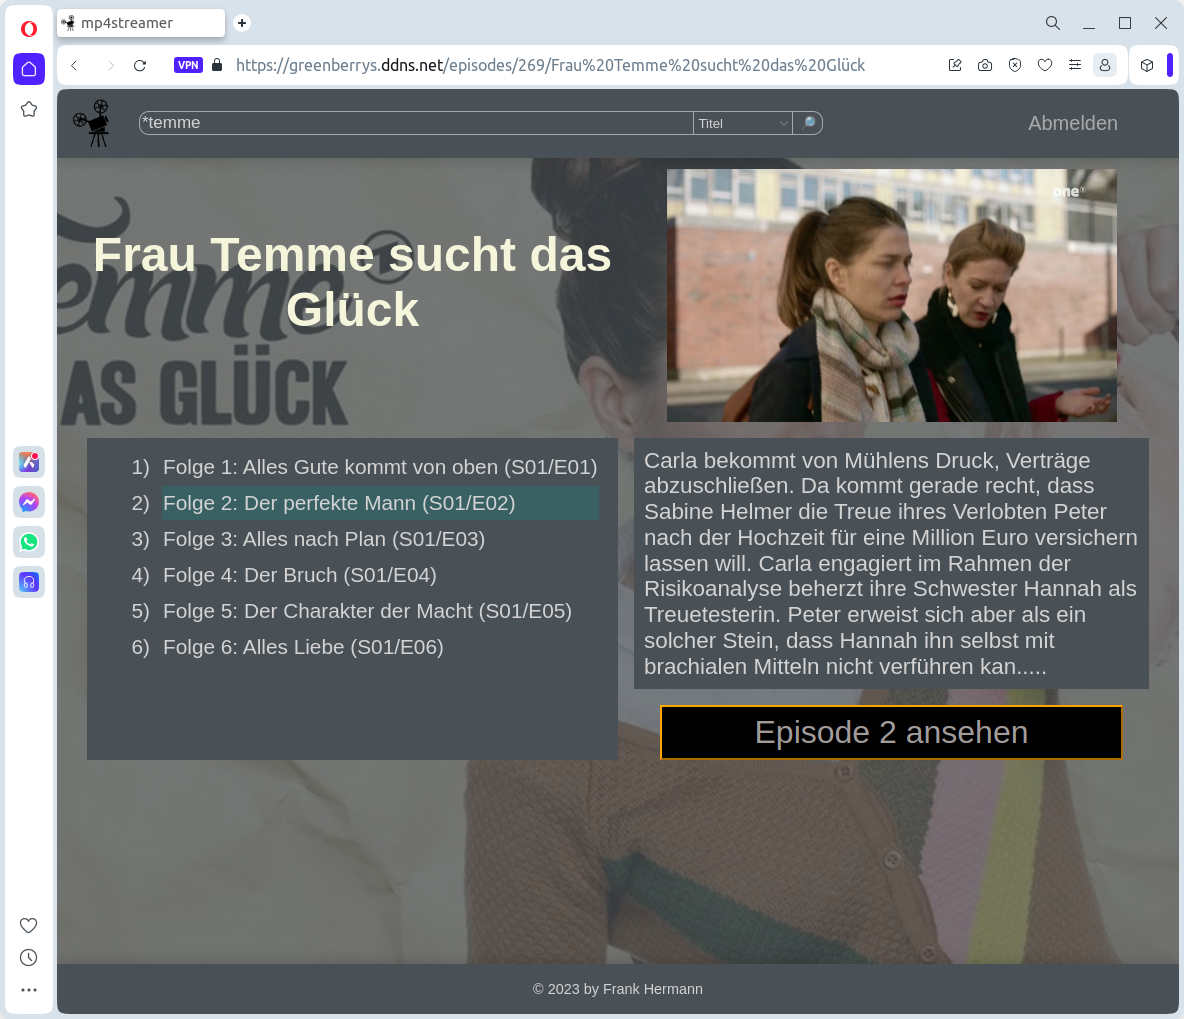 mp4streamer
VPN
https://greenberrys.ddns.net/episodes/269/Frau%20Temme%20sucht%20das%20Glück
*temme
Titel
Abmelden
one
Temme
AS GLÜCK
Frau Temme sucht das
Glück
1) Folge 1: Alles Gute kommt von oben (S01/E01)
2) Folge 2: Der perfekte Mann (S01/E02)
3) Folge 3: Alles nach Plan (S01/E03)
4) Folge 4: Der Bruch (S01/E04)
5) Folge 5: Der Charakter der Macht (S01/E05)
6) Folge 6: Alles Liebe (S01/E06)
Carla bekommt von Mühlens Druck, Verträge
abzuschließen. Da kommt gerade recht, dass
Sabine Helmer die Treue ihres Verlobten Peter
nach der Hochzeit für eine Million Euro versichern
lassen will. Carla engagiert im Rahmen der
Risikoanalyse beherzt ihre Schwester Hannah als
Treuetesterin. Peter erweist sich aber als ein
solcher Stein, dass Hannah ihn selbst mit
brachialen Mitteln nicht verführen kan.....
Episode 2 ansehen
© 2023 by Frank Hermann